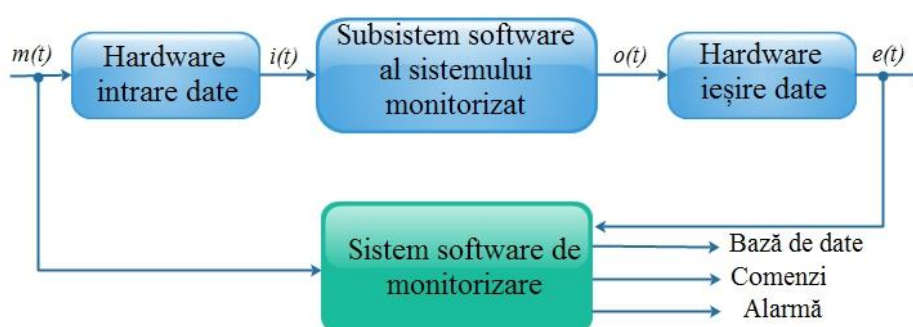 m(t)
Hardware
intrare date
i(t)
Subsistem software
al sistemului
monitorizat
o(t)
Hardware
ieșire date
e(t)
Sistem software de
monitorizare
Bază de date
Comenzi
Alarmă